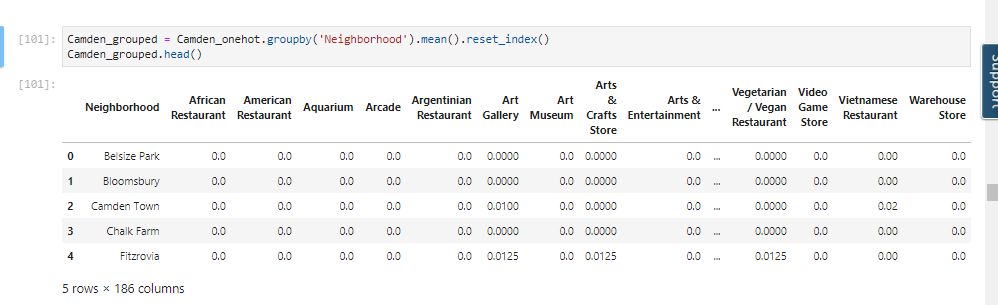 [101]: Camden_grouped = Camden_onehot.groupby('Neighborhood').mean().reset_index()
Camden_grouped.head()
[101]:
Neighborhood African Restaurant American Restaurant Aquarium Arcade Argentinian Restaurant Art Gallery Art Museum Arts & Crafts Store Arts & Entertainment ... Vegetarian / Vegan Restaurant Video Game Store Vietnamese Restaurant Warehouse Store
0 Belsize Park 0.0 0.0 0.0 0.0 0.0 0.0000 0.0 0.0000 0.0 ... 0.0000 0.0 0.00 0.0
1 Bloomsbury 0.0 0.0 0.0 0.0 0.0 0.0000 0.0 0.0000 0.0 ... 0.0000 0.0 0.00 0.0
2 Camden Town 0.0 0.0 0.0 0.0 0.0 0.0100 0.0 0.0000 0.0 ... 0.0000 0.0 0.02 0.0
3 Chalk Farm 0.0 0.0 0.0 0.0 0.0 0.0000 0.0 0.0000 0.0 ... 0.0000 0.0 0.00 0.0
4 Fitzrovia 0.0 0.0 0.0 0.0 0.0 0.0125 0.0 0.0125 0.0 ... 0.0125 0.0 0.00 0.0
5 rows × 186 columns
Support